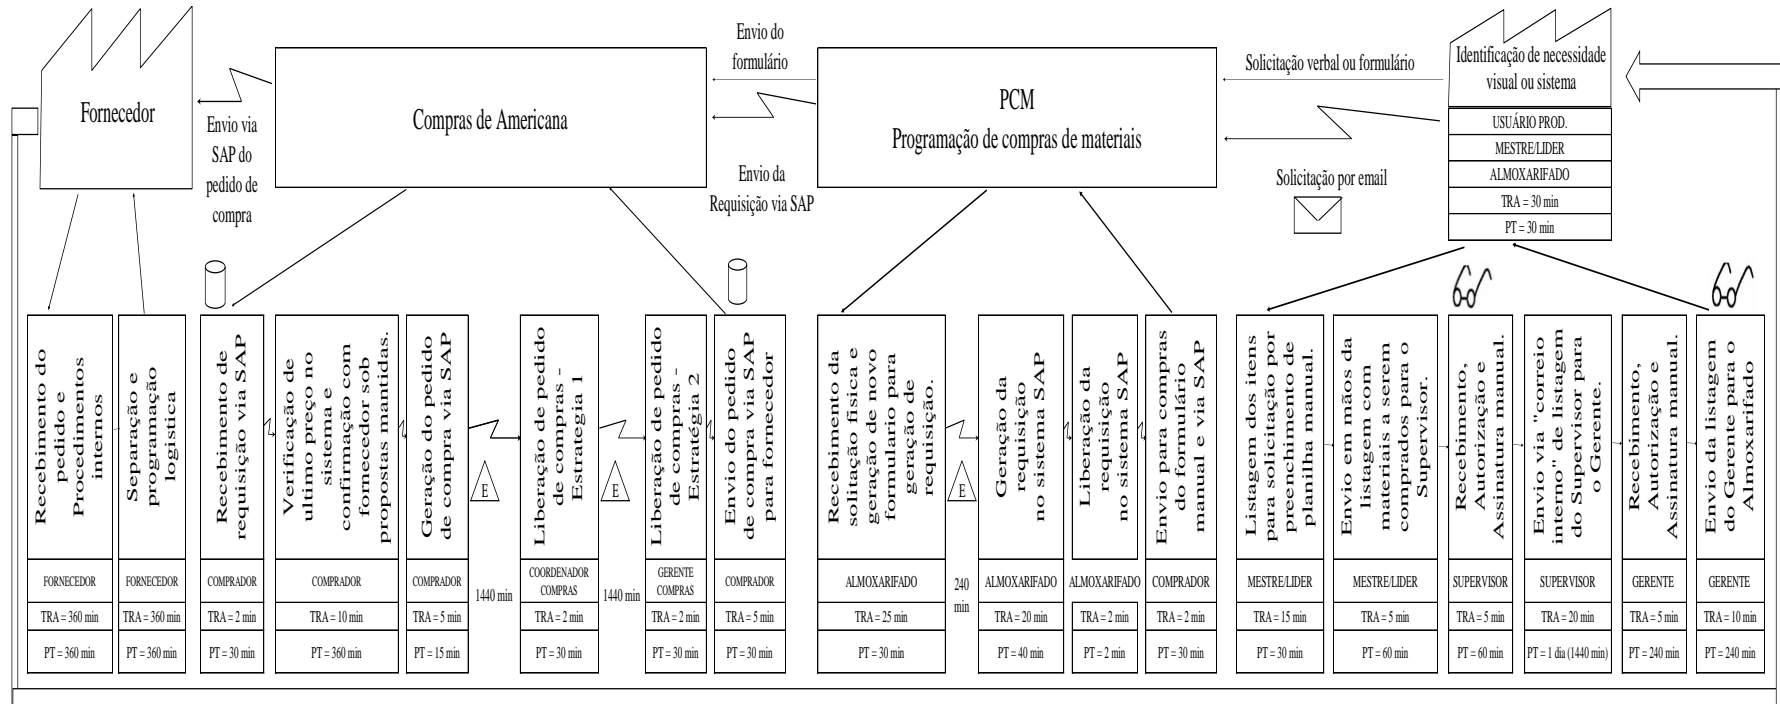 Fornecedor
Envio via
SAP do
pedido de
compra
Compras de Americana
Envio do
formulário
Envio da
Requisição via SAP
PCM
Programação de compras de materiais
Solicitação verbal ou formulário
Solicitação por email
Identificação de necessidade
visual ou sistema
USUÁRIO PROD.
MESTRE/LIDER
ALMOXARIFADO
TRA = 30 min
PT = 30 min
Recebimento do
pedido e
Procedimentos
internos
FORNECEDOR
TRA = 360 min
PT = 360 min
Separação e
programação
logistica
FORNECEDOR
TRA = 360 min
PT = 360 min
Recebimento de
requisição via SAP
COMPRADOR
TRA = 2 min
PT = 30 min
Verificação de
ultimo preço no
sistema e
confirmação com
fornecedor sob
propostas mantidas.
COMPRADOR
TRA = 10 min
PT = 360 min
Geração do pedido
de compra via SAP
COMPRADOR
TRA = 5 min
PT = 15 min
E
1440 min
Liberação de pedido
de compras -
Estrategia 1
COORDENADOR
COMPRAS
TRA = 2 min
PT = 30 min
E
1440 min
Liberação de pedido
de compras -
Estratégia 2
GERENTE
COMPRAS
TRA = 2 min
PT = 30 min
Envio do pedido
de compra via SAP
para fornecedor
COMPRADOR
TRA = 5 min
PT = 30 min
Recebimento da
solitação fisica e
geração de novo
formulario para
geração de
requisição.
ALMOXARIFADO
TRA = 25 min
PT = 30 min
E
240
min
Geração da
requisição
no sistema SAP
ALMOXARIFADO
TRA = 20 min
PT = 40 min
Liberação da
requisição
no sistema SAP
ALMOXARIFADO
TRA = 2 min
PT = 2 min
Envio para compras
do formulário
manual e via SAP
COMPRADOR
TRA = 2 min
PT = 30 min
Listagem dos itens
para solicitação por
preenchimento de
planilha manual.
MESTRE/LIDER
TRA = 15 min
PT = 30 min
Envio em mãos da
listagem com
materiais a serem
comprados para o
Supervisor.
MESTRE/LIDER
TRA = 5 min
PT = 60 min
Recebimento,
Autorização e
Assinatura manual.
SUPERVISOR
TRA = 5 min
PT = 60 min
Envio via "correio
interno" de listagem
do Supervisor para
o Gerente.
SUPERVISOR
TRA = 20 min
PT = 1 dia (1440 min)
Recebimento,
Autorização e
Assinatura manual.
GERENTE
TRA = 5 min
PT = 240 min
Envio da listagem
do Gerente para o
Almoxarifado
GERENTE
TRA = 10 min
PT = 240 min